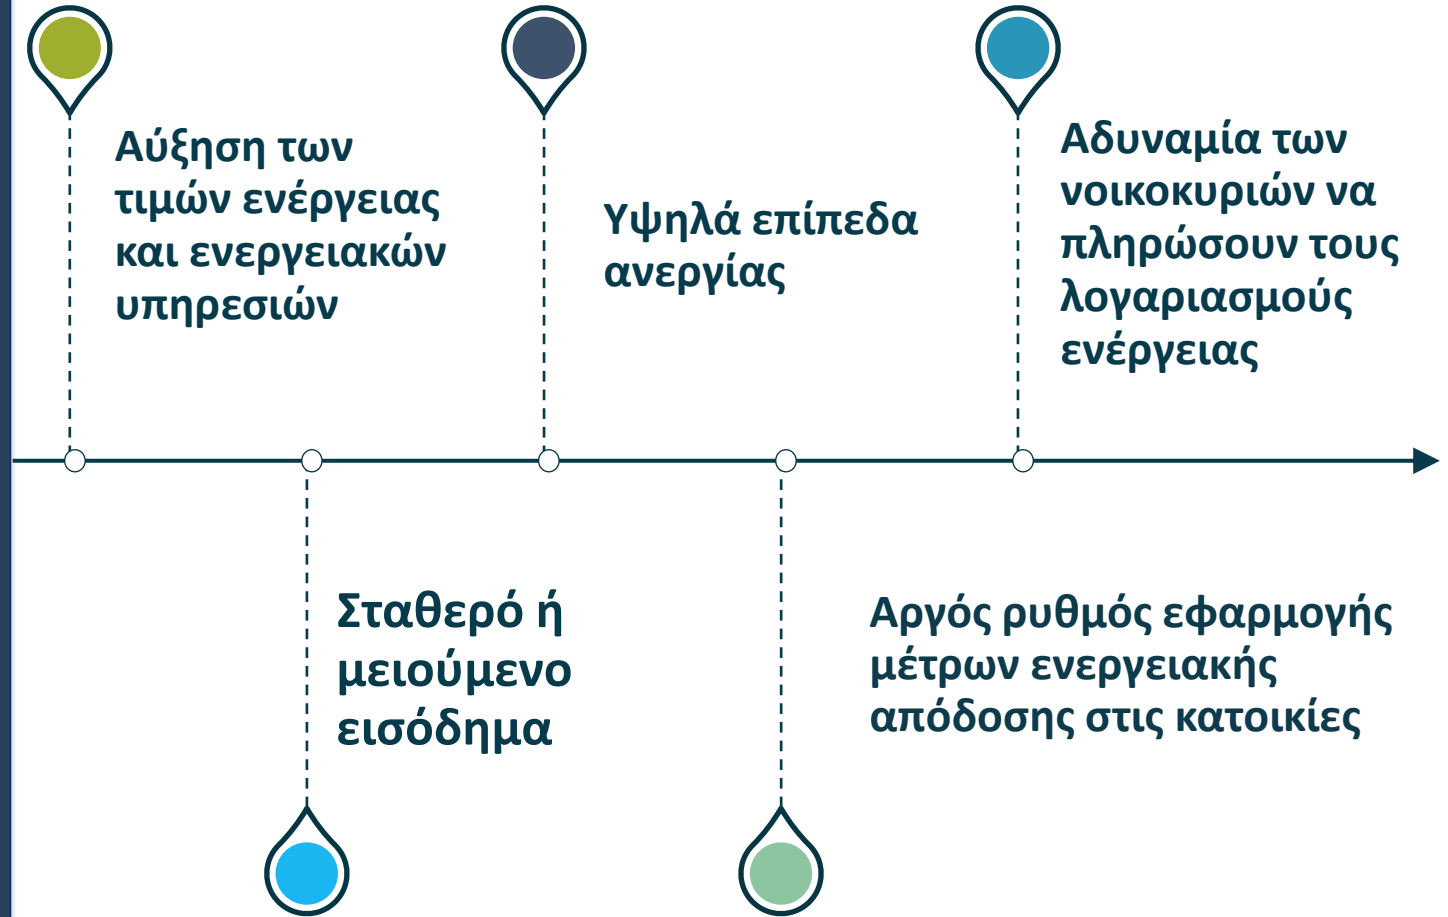 Αύξηση των
τιμών ενέργειας
και ενεργειακών
υπηρεσιών
Σταθερό ή
μειούμενο
εισόδημα
Υψηλά επίπεδα
ανεργίας
Αργός ρυθμός εφαρμογής
μέτρων ενεργειακής
απόδοσης στις κατοικίες
Αδυναμία των
νοικοκυριών να
πληρώσουν τους
λογαριασμούς
ενέργειας